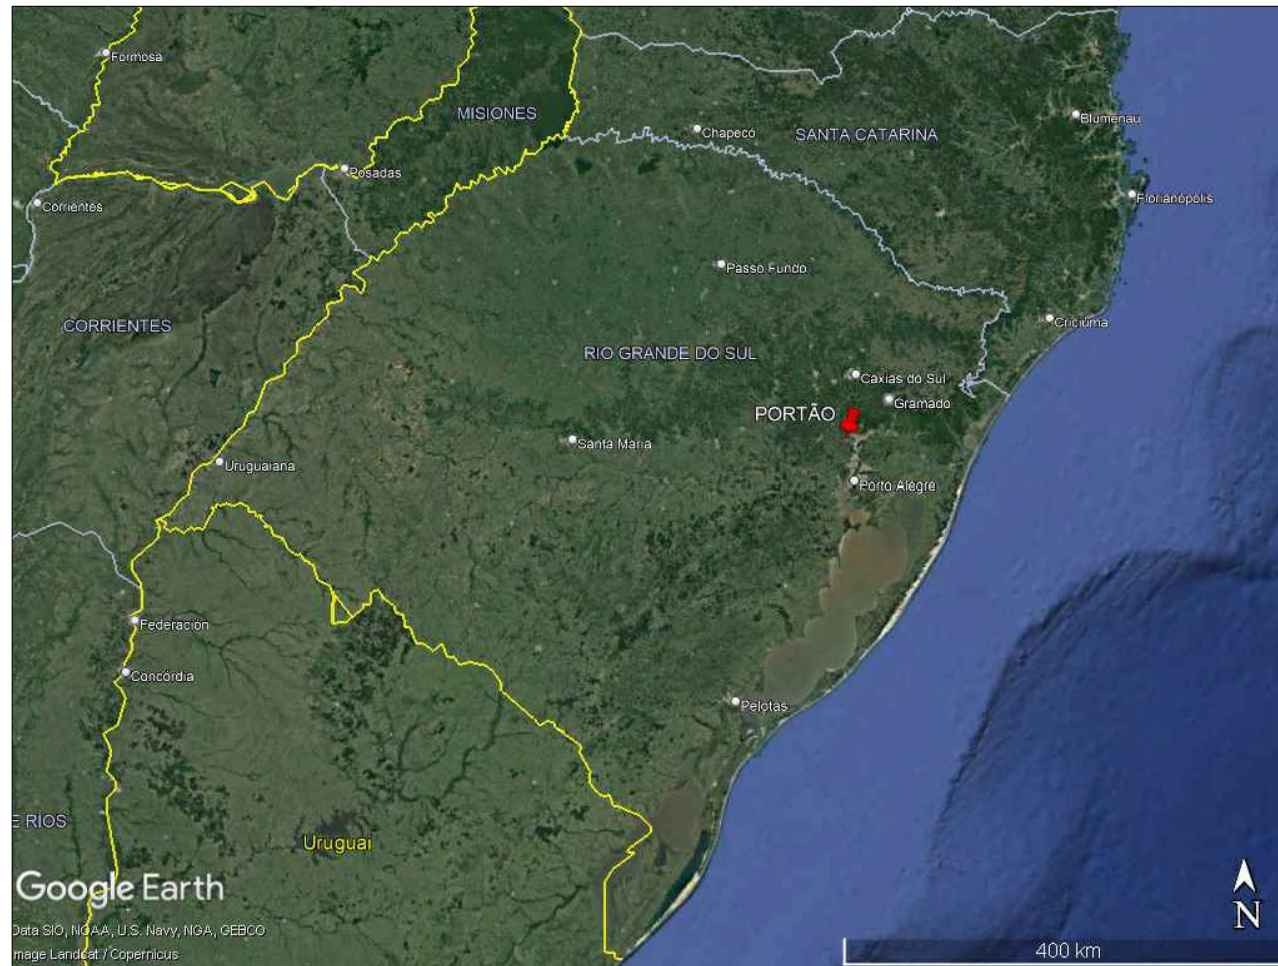 Formosa
MISIONES
Chapecó
SANTA CATARINA
Blumenau
Posadas
Corrientes
Florianópolis
Passo Fundo
CORRIENTES
Criciúma
RIO GRANDE DO SUL
Caxias do Sul
Gramado
PORTÃO
Santa Maria
Uruguaiana
Porto Alegre
Federación
Concórdia
Pelotas
E RÍOS
Uruguai
Google Earth
Data SIO, NOAA, U.S. Navy, NGA, GEBCO
Image Landsat / Copernicus
N
400 km